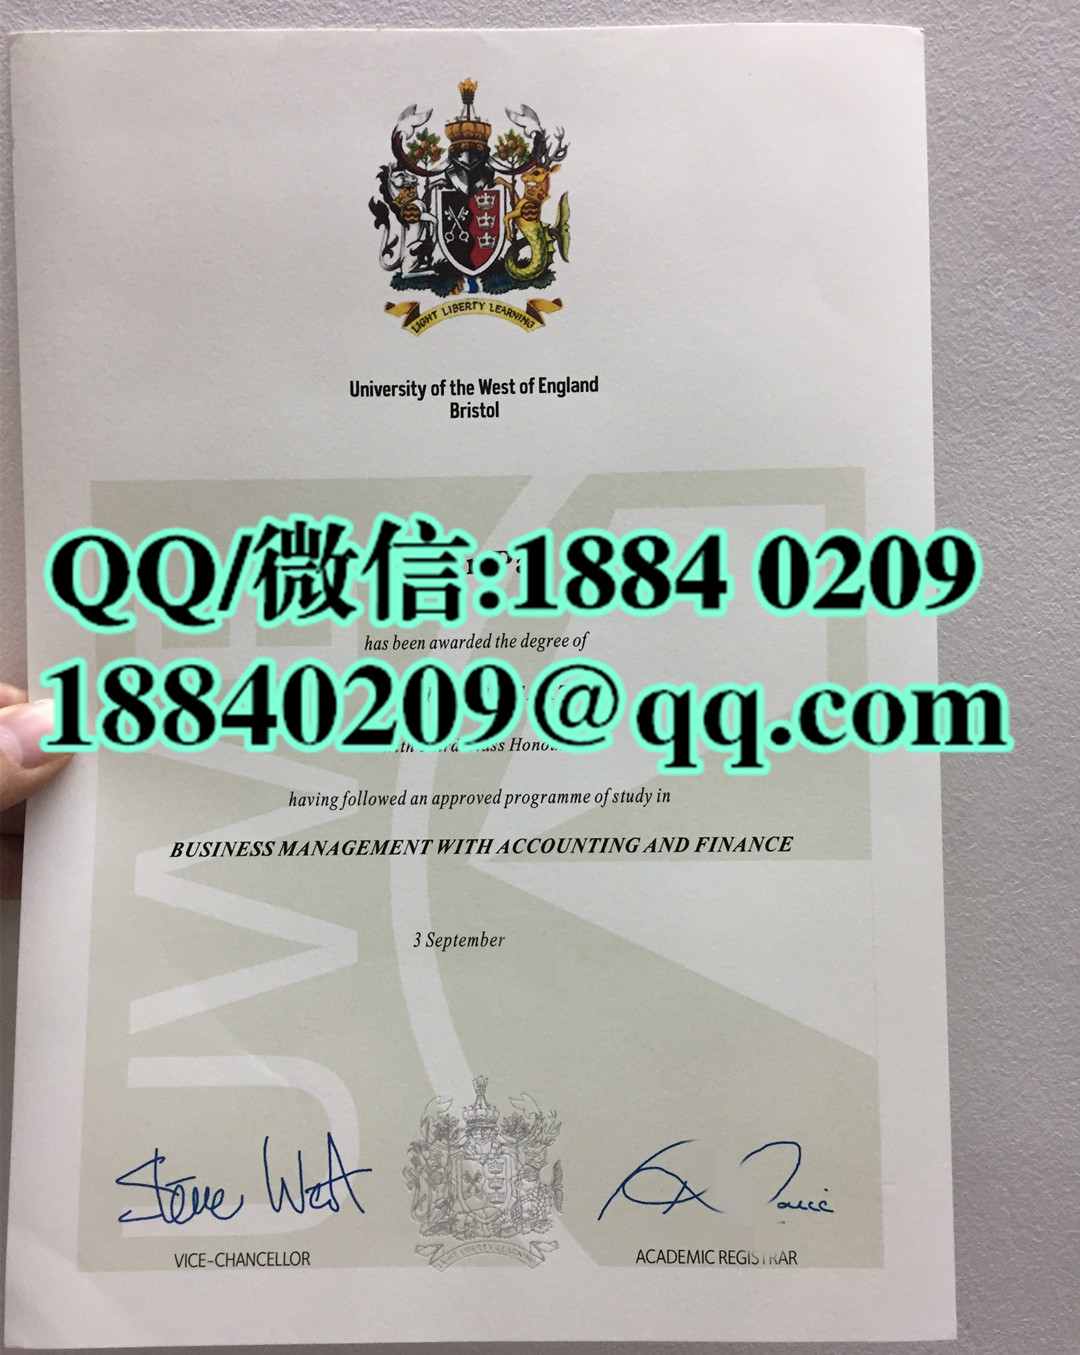 LIGHT LIBERTY LEARNING
University of the West of England
Bristol
QQ/微信:1884 0209
has been awarded the degree of
18840209@qq.com
having followed an approved programme of study in
BUSINESS MANAGEMENT WITH ACCOUNTING AND FINANCE
3 September
Steve West
VICE-CHANCELLOR
ACADEMIC REGISTRAR